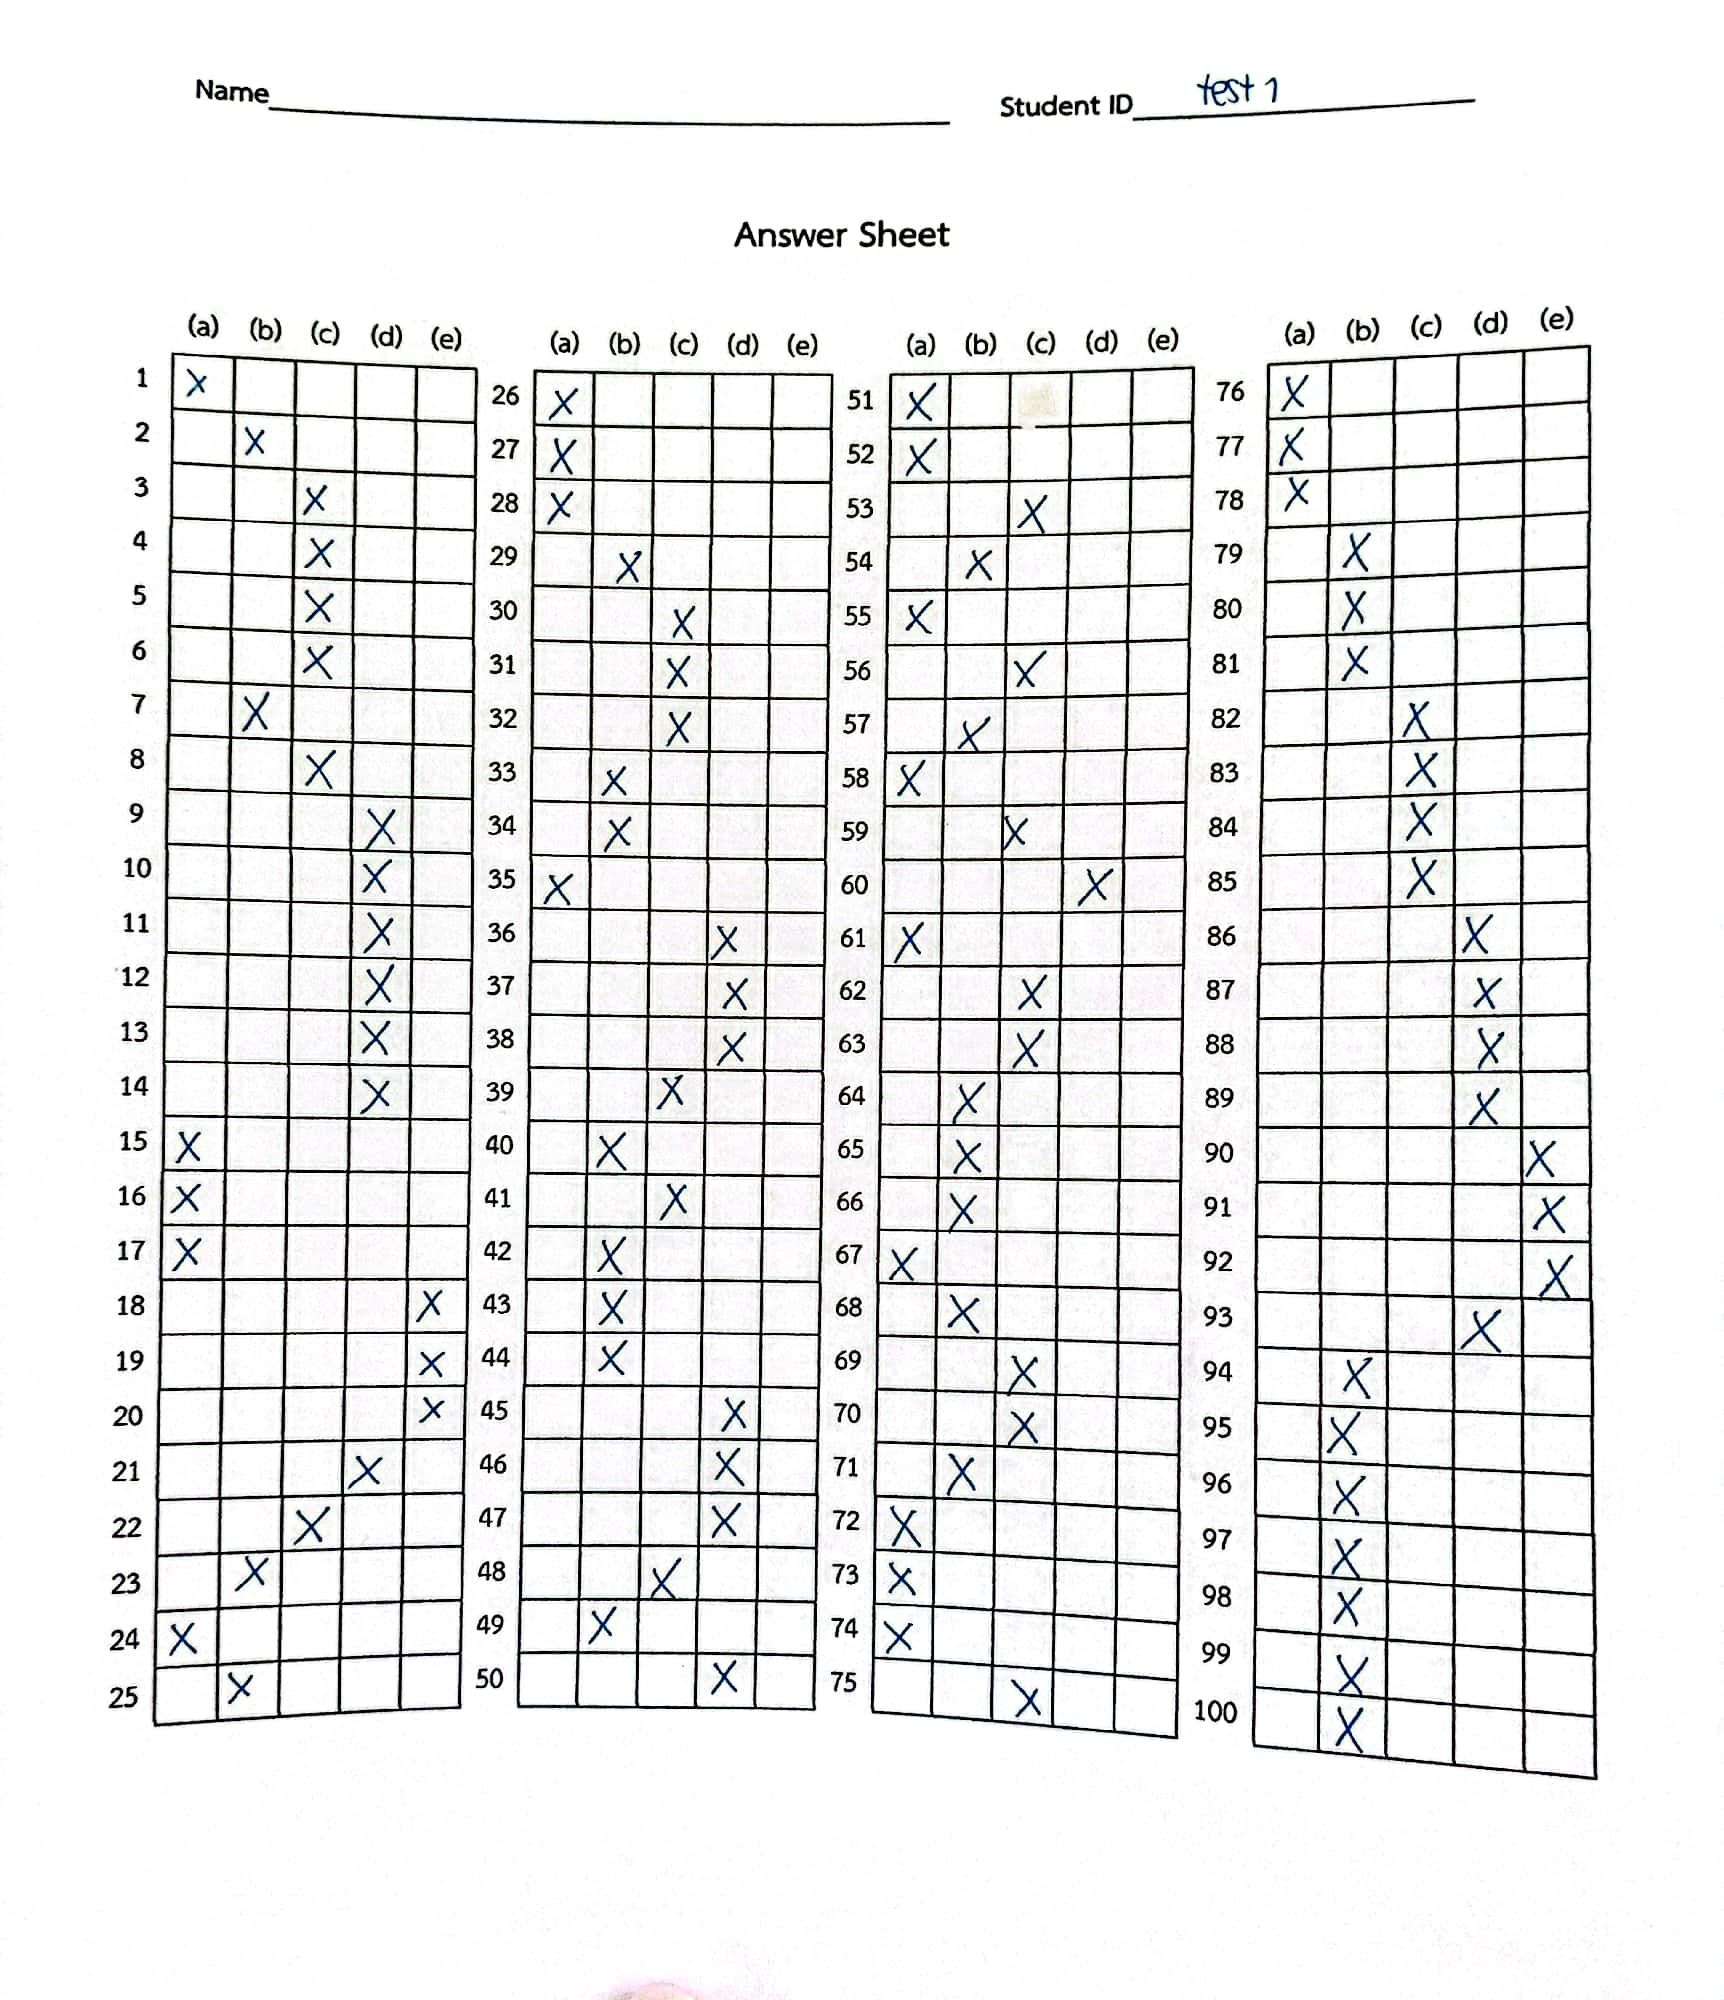 Name Student ID test 1
Answer Sheet
(a) (b) (c) (d) (e) (a) (b) (c) (d) (e) (a) (b) (c) (d) (e) (a) (b) (c) (d) (e)
1 X 26 X 51 X 76 X
2 X 27 X 52 X 77 X
3 X 28 X 53 X 78 X
4 X 29 X 54 X 79 X
5 X 30 X 55 X 80 X
6 X 31 X 56 X 81 X
7 X 32 X 57 X 82 X
8 X 33 X 58 X 83 X
9 X 34 X 59 X 84 X
10 X 35 X 60 X 85 X
11 X 36 X 61 X 86 X
12 X 37 X 62 X 87 X
13 X 38 X 63 X 88 X
14 X 39 X 64 X 89 X
15 X 40 X 65 X 90 X
16 X 41 X 66 X 91 X
17 X 42 X 67 X 92 X
18 X 43 X 68 X 93 X
19 X 44 X 69 X 94 X
20 X 45 X 70 X 95 X
21 X 46 X 71 X 96 X
22 X 47 X 72 X 97 X
23 X 48 X 73 X 98 X
24 X 49 X 74 X 99 X
25 X 50 X 75 X 100 X